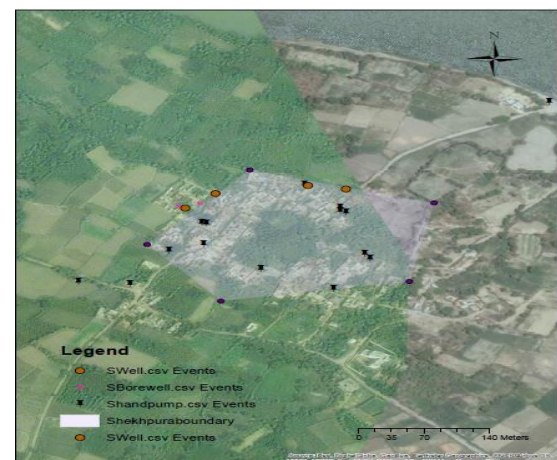 N
Legend
SWell.csv Events
SBorewell.csv Events
Shandpump.csv Events
Shekhpuraboundary
SWell.csv Events
0 35 70 140 Meters